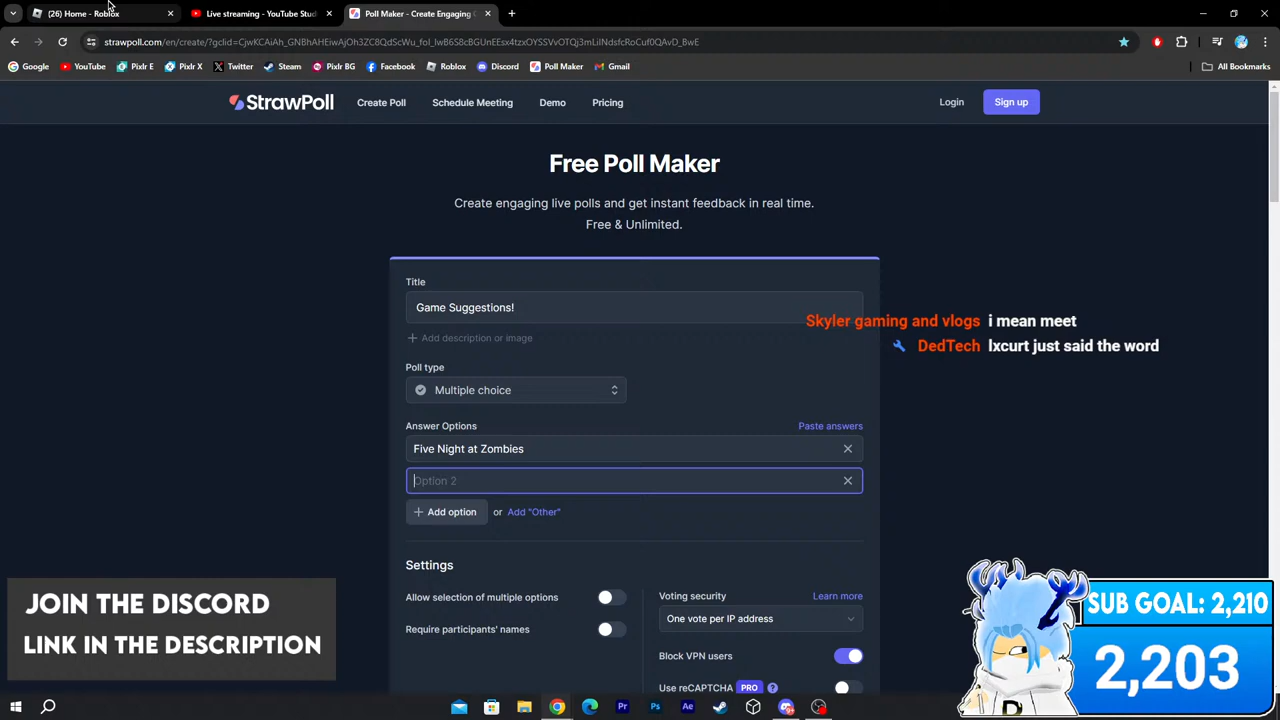 (26) Home - Roblox
Live streaming - YouTube Stud
Poll Maker - Create Engaging
strawpoll.com/en/create/?gclid=CjwKCAiAh_GNBhAHEiwAjOh3ZC8QdScWu_fol_IwB6S8cBGUnEEsx4tzxOYSSVvOTQj3mLiINdsfcRoCuf0QAvD_BwE
Google YouTube Pixlr E Pixlr X Twitter Steam Pixlr BG Facebook Roblox Discord Poll Maker Gmail All Bookmarks
StrawPoll Create Poll Schedule Meeting Demo Pricing Login Sign up
Free Poll Maker
Create engaging live polls and get instant feedback in real time.
Free & Unlimited.
Title
Game Suggestions!
Add description or image
Skyler gaming and vlogs i mean meet
DedTech lxcurt just said the word
Poll type
Multiple choice
Answer Options Paste answers
Five Night at Zombies
Option 2
Add option or Add "Other"
Settings
Allow selection of multiple options
Require participants' names
Voting security Learn more
One vote per IP address
Block VPN users
Use reCAPTCHA PRO ?
JOIN THE DISCORD
LINK IN THE DESCRIPTION
SUB GOAL: 2,210
2,203
Pr Ps Ae